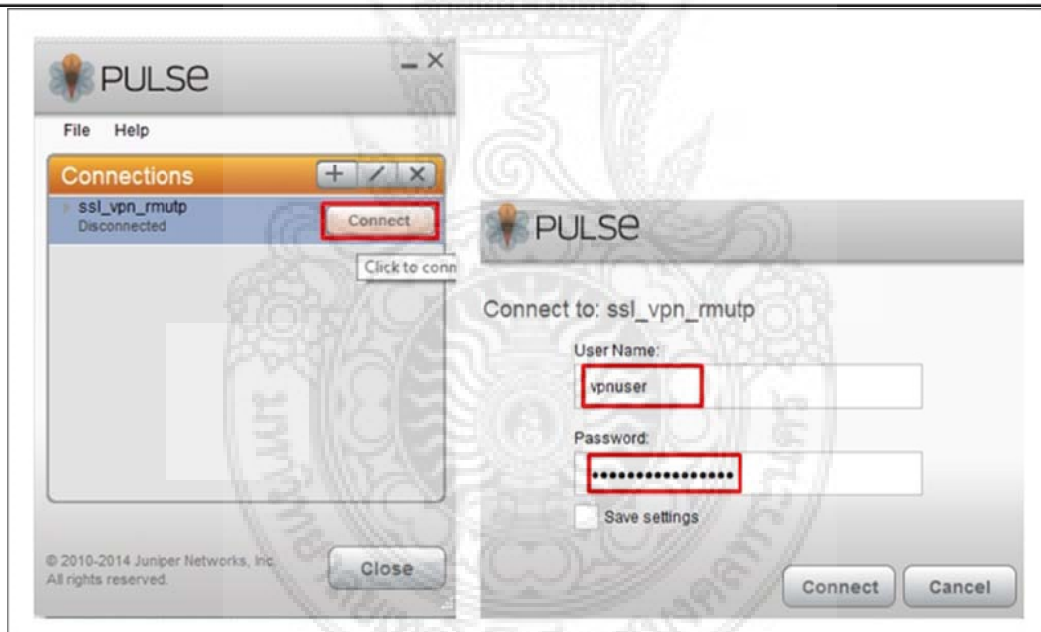 PULSE
File Help
Connections
ssl_vpn_rmutp
Disconnected
Connect
Click to conn
© 2010-2014 Juniper Networks, Inc.
All rights reserved.
Close
PULSE
Connect to: ssl_vpn_rmutp
User Name:
vpnuser
Password:
••••••••••••••••
Save settings
Connect Cancel